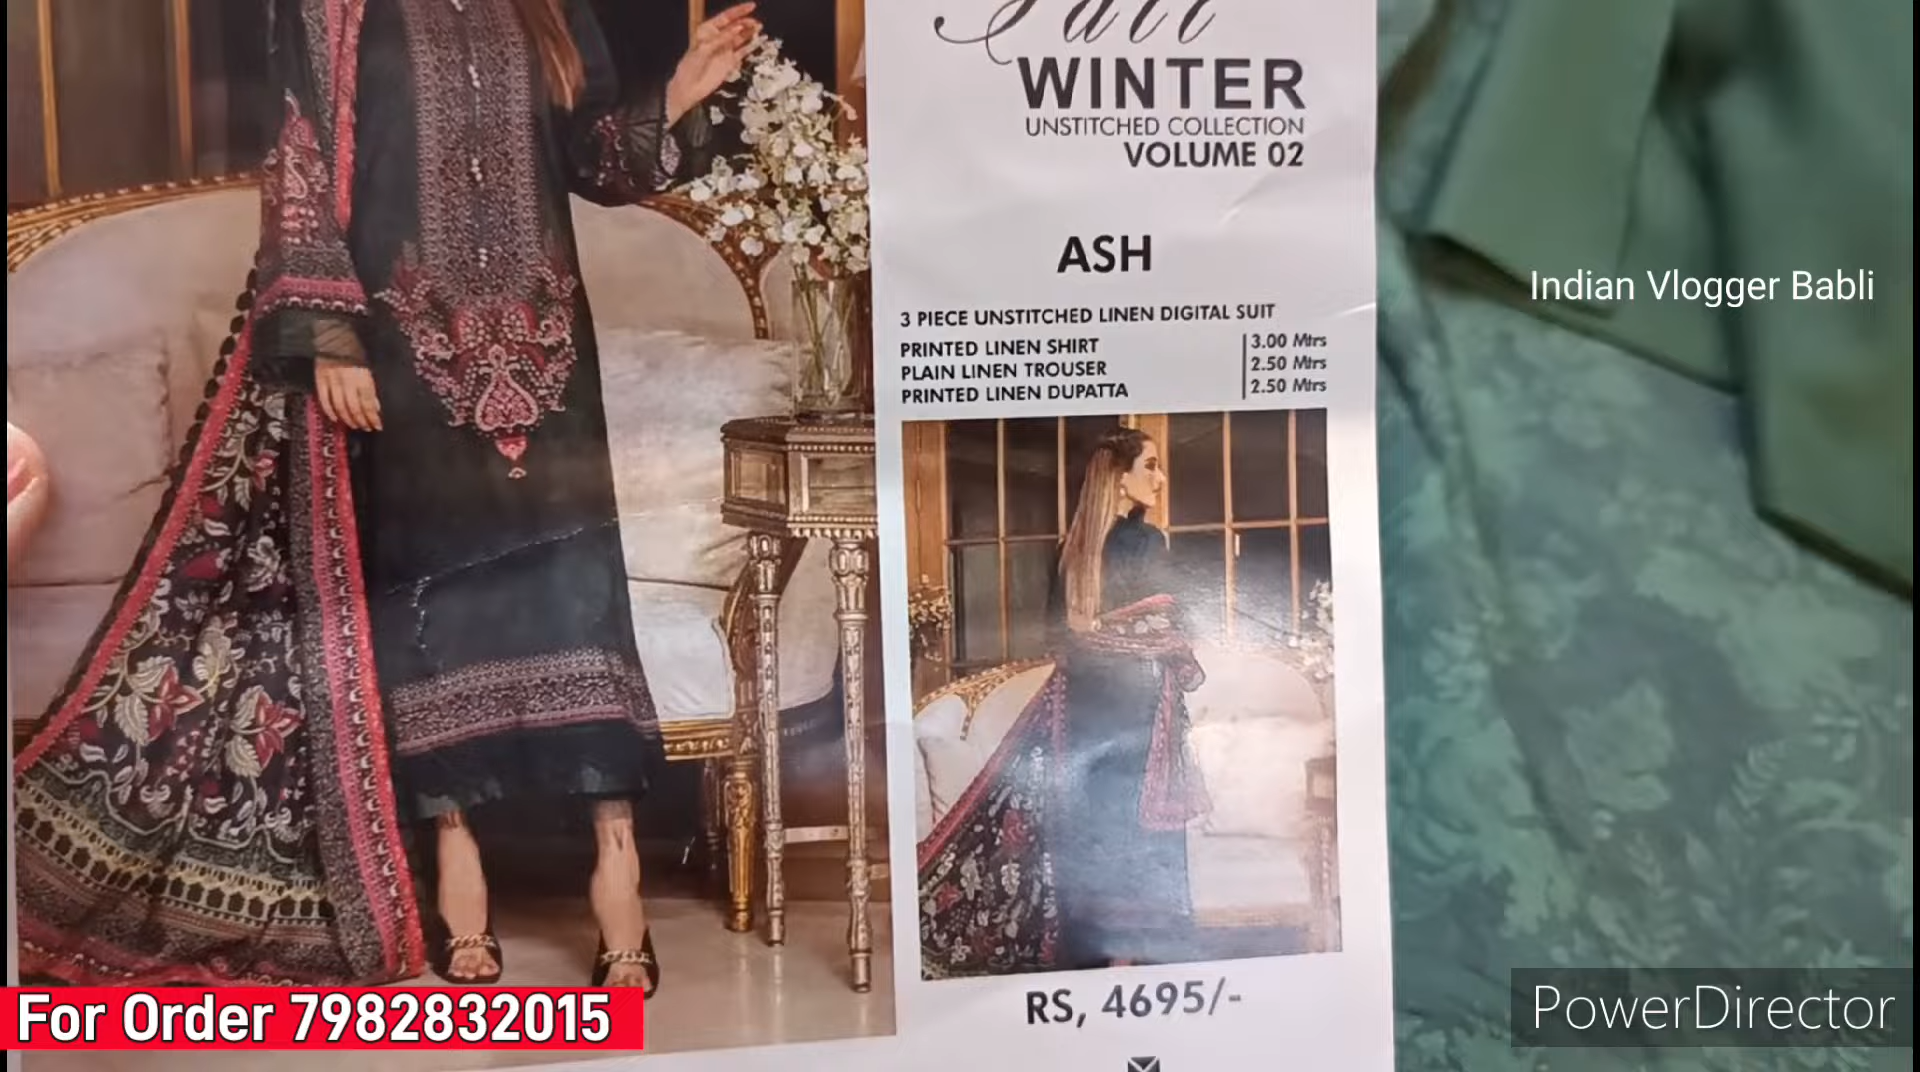 Fall
WINTER
UNSTITCHED COLLECTION
VOLUME 02
ASH
3 PIECE UNSTITCHED LINEN DIGITAL SUIT
PRINTED LINEN SHIRT 3.00 Mtrs
PLAIN LINEN TROUSER 2.50 Mtrs
PRINTED LINEN DUPATTA 2.50 Mtrs
RS, 4695/-
Indian Vlogger Babli
For Order 7982832015
PowerDirector